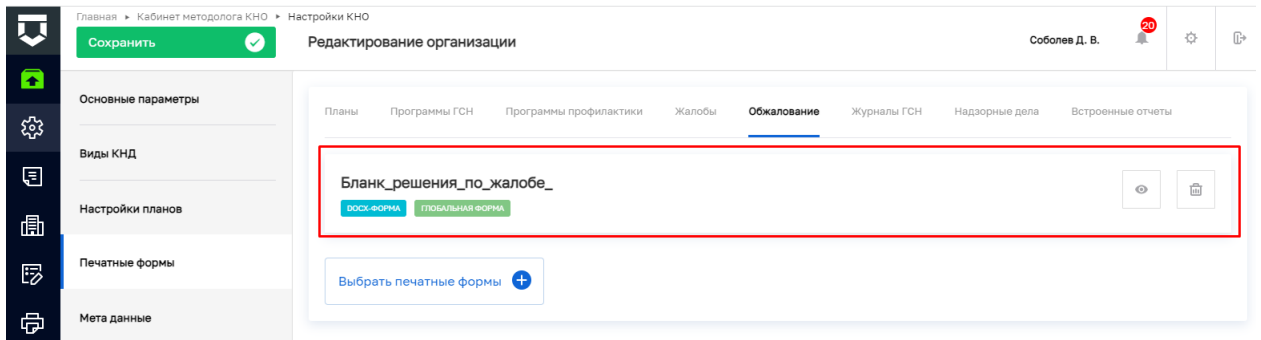 Главная ▸ Кабинет методолога КНО ▸ Настройки КНО
Сохранить
Редактирование организации
Соболев Д. В.
20
Основные параметры
Виды КНД
Настройки планов
Печатные формы
Мета данные
Планы Программы ГСН Программы профилактики Жалобы Обжалование Журналы ГСН Надзорные дела Встроенные отчеты
Бланк_решения_по_жалобе_
DOCX-ФОРМА ГЛОБАЛЬНАЯ ФОРМА
Выбрать печатные формы